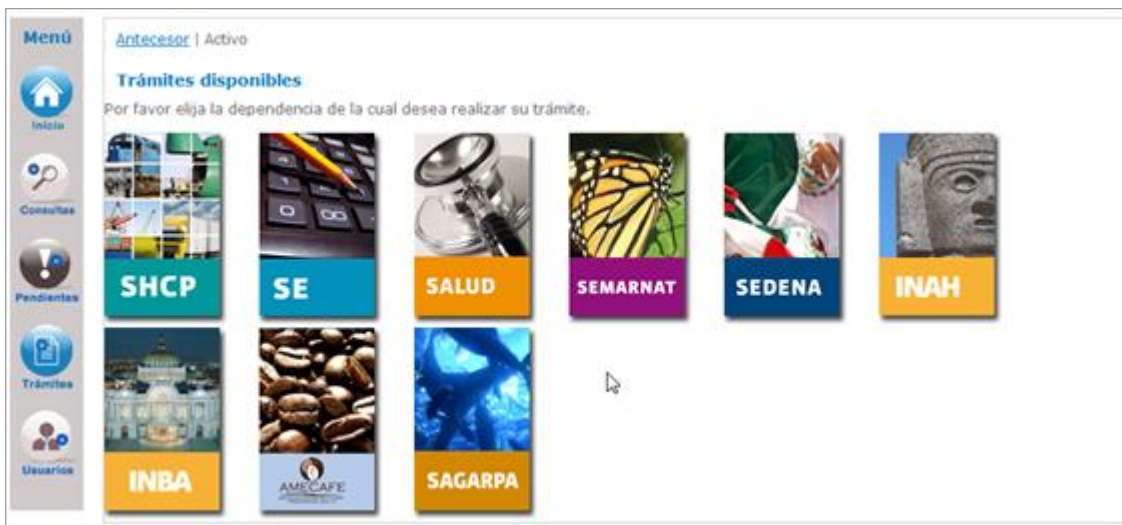 Menú
Inicio
Consultas
Pendientes
Trámites
Usuarios
Antecesor | Activo
Trámites disponibles
Por favor elija la dependencia de la cual desea realizar su trámite.
SHCP
SE
SALUD
SEMARNAT
SEDENA
INAH
INBA
AMECAFE
SAGARPA